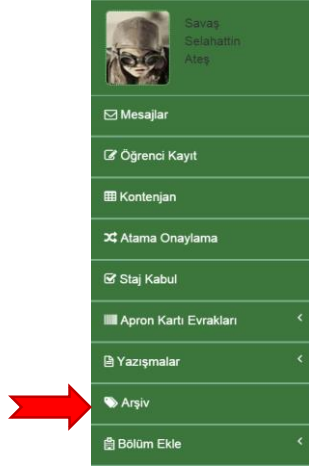 Savaş
Selahattin
Ateş
Mesajlar
Öğrenci Kayıt
Kontenjan
Atama Onaylama
Staj Kabul
Apron Kartı Evrakları
Yazışmalar
Arşiv
Bölüm Ekle